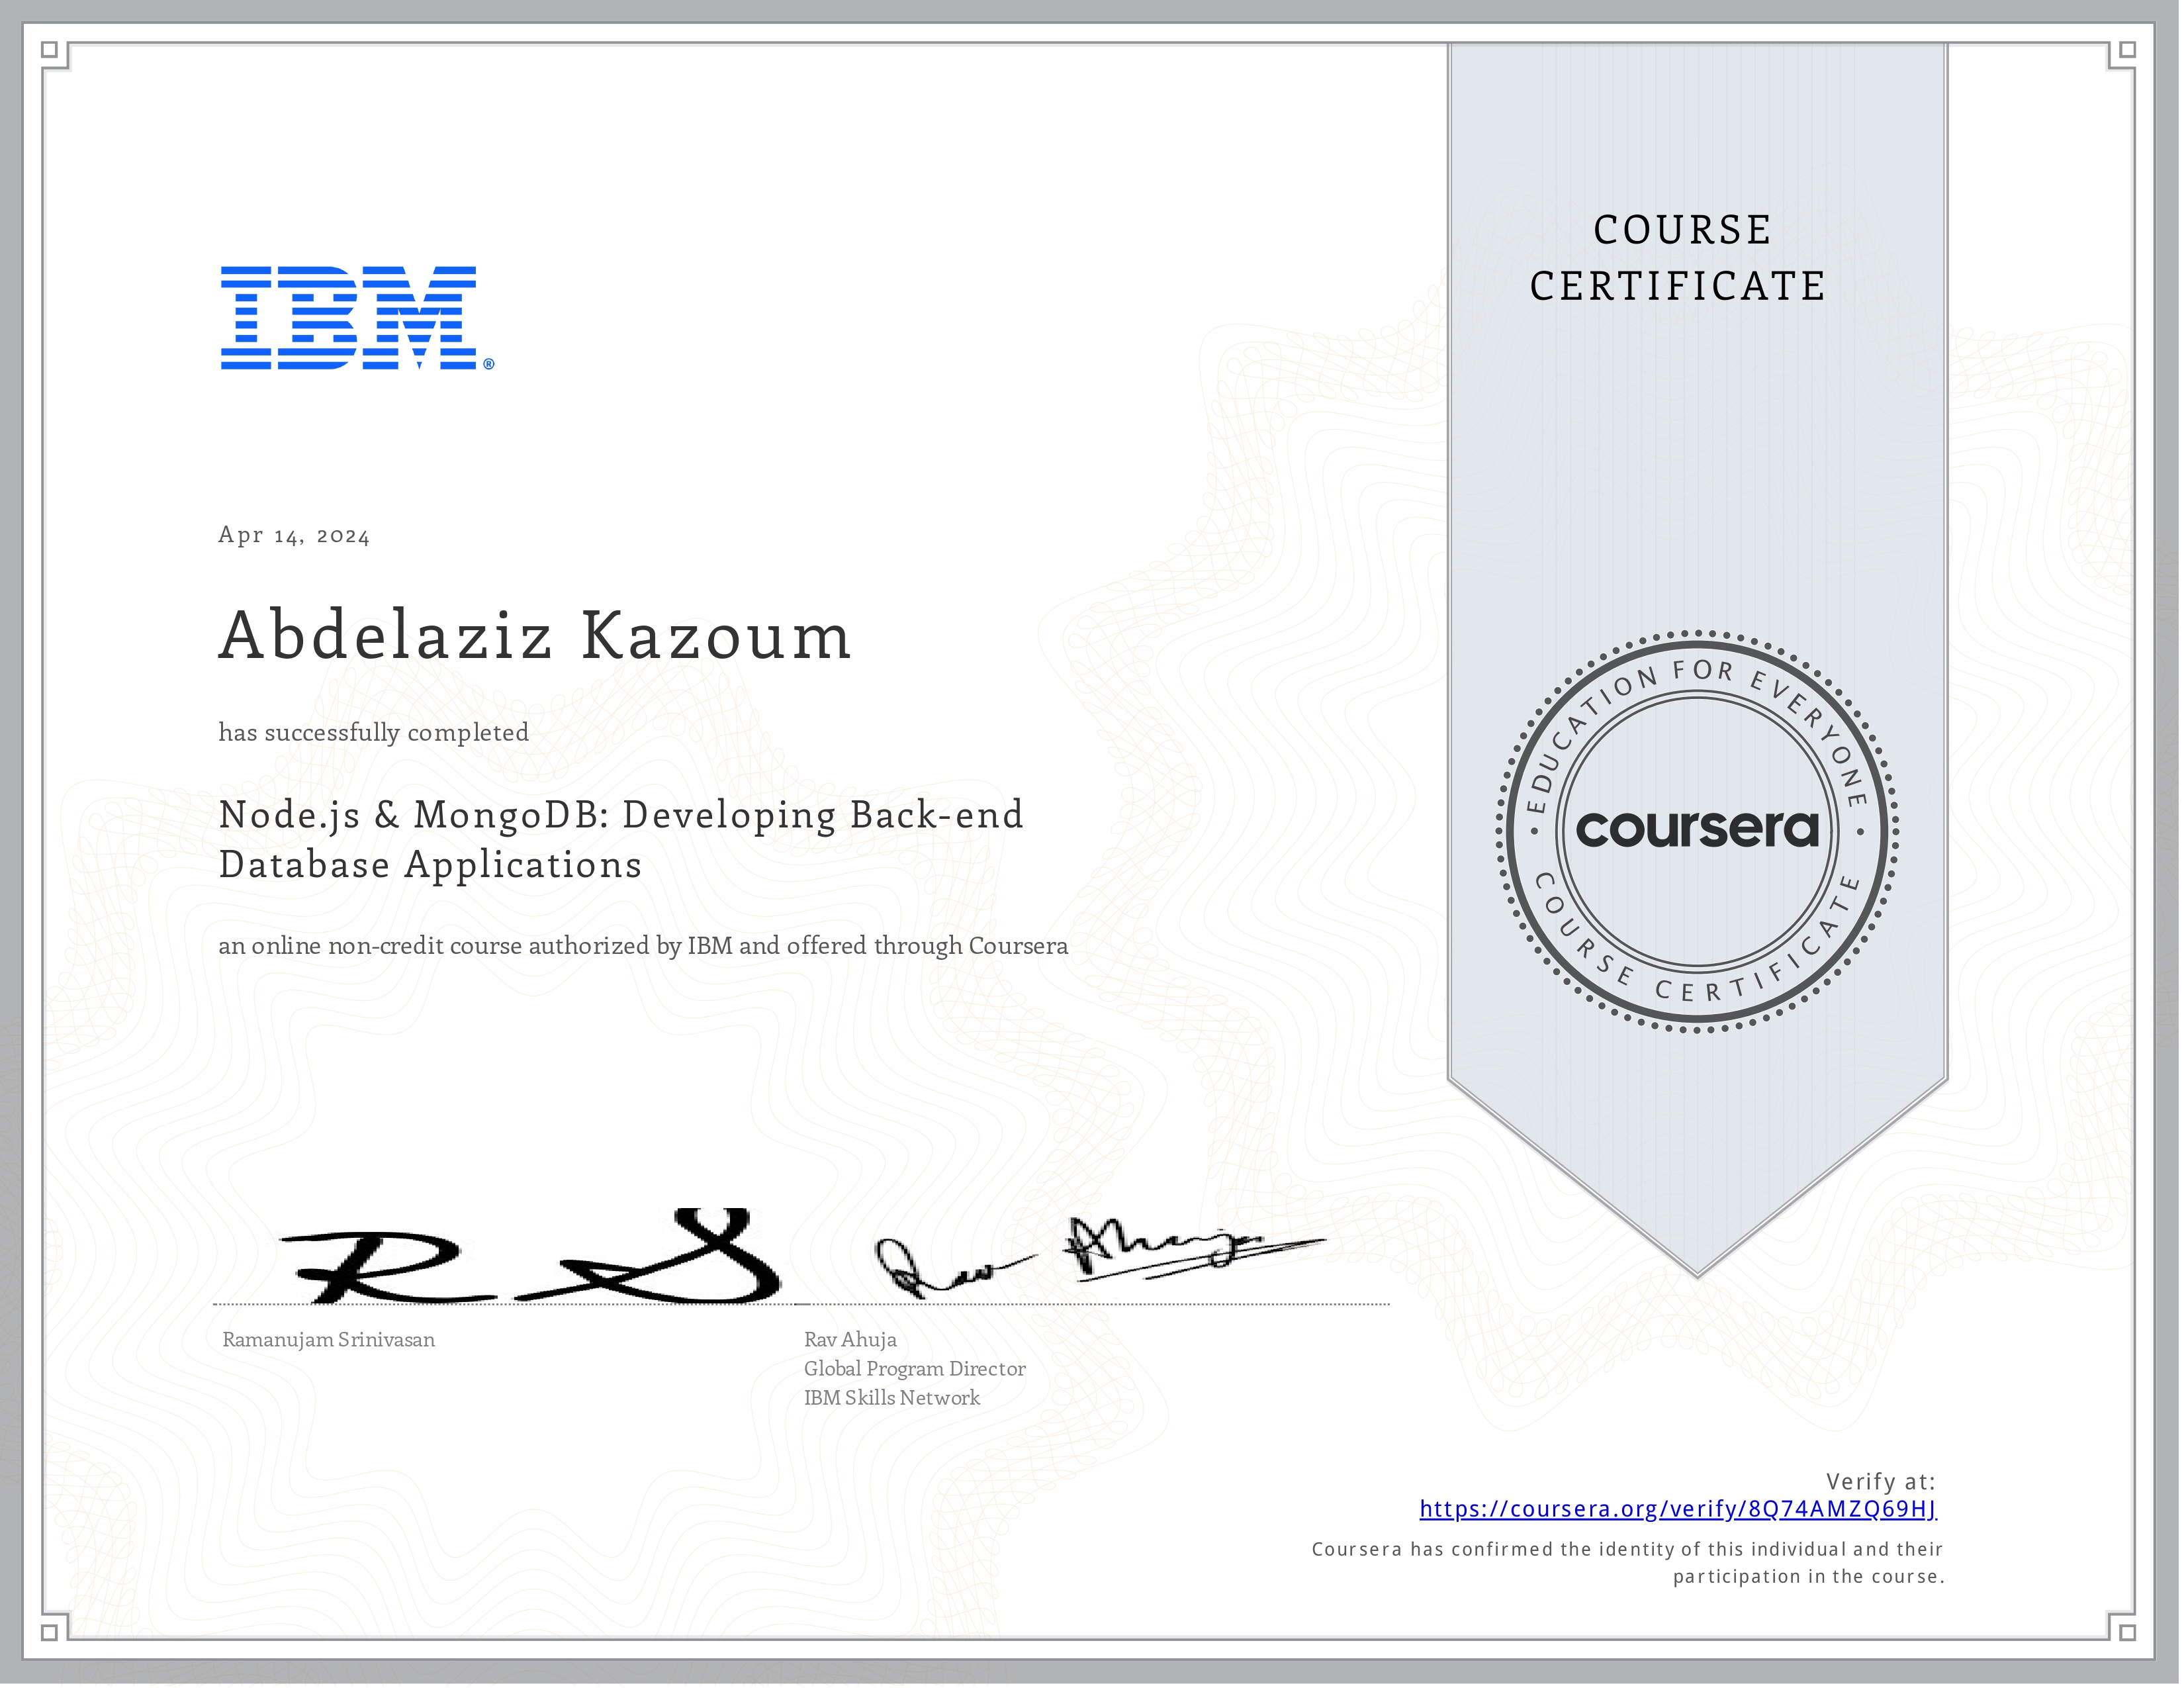 COURSE
CERTIFICATE
IBM®
Apr 14, 2024
Abdelaziz Kazoum
has successfully completed
Node.js & MongoDB: Developing Back-end
Database Applications
an online non-credit course authorized by IBM and offered through Coursera
EDUCATION FOR EVERYONE
coursera
COURSE CERTIFICATE
Rav Ahuja
Ramanujam Srinivasan
Rav Ahuja
Global Program Director
IBM Skills Network
Verify at:
https://coursera.org/verify/8Q74AMZQ69HJ
Coursera has confirmed the identity of this individual and their
participation in the course.